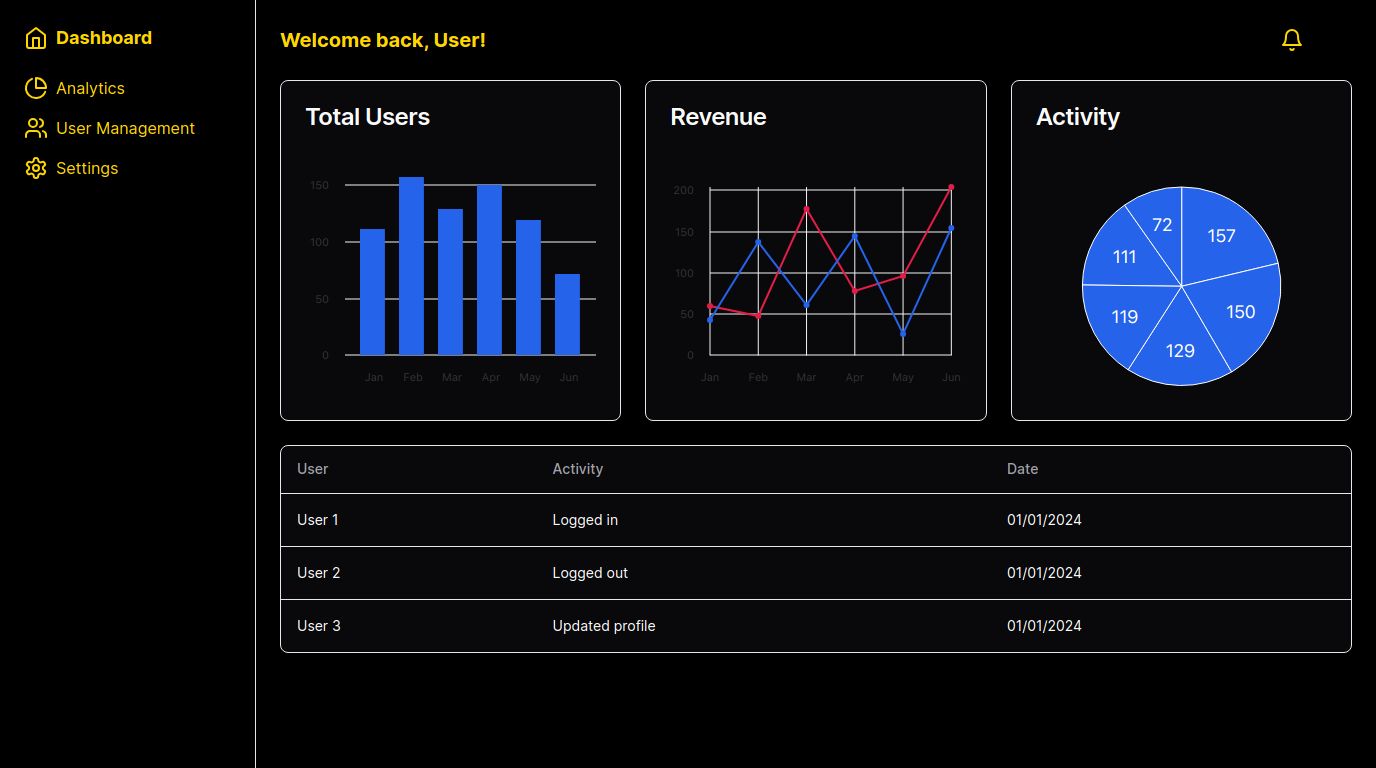 Dashboard
Analytics
User Management
Settings
Welcome back, User!
Total Users
150
100
50
0
Jan Feb Mar Apr May Jun
Revenue
200
150
100
50
0
Jan Feb Mar Apr May Jun
Activity
72 157
111
150
119
129
User Activity Date
User 1 Logged in 01/01/2024
User 2 Logged out 01/01/2024
User 3 Updated profile 01/01/2024